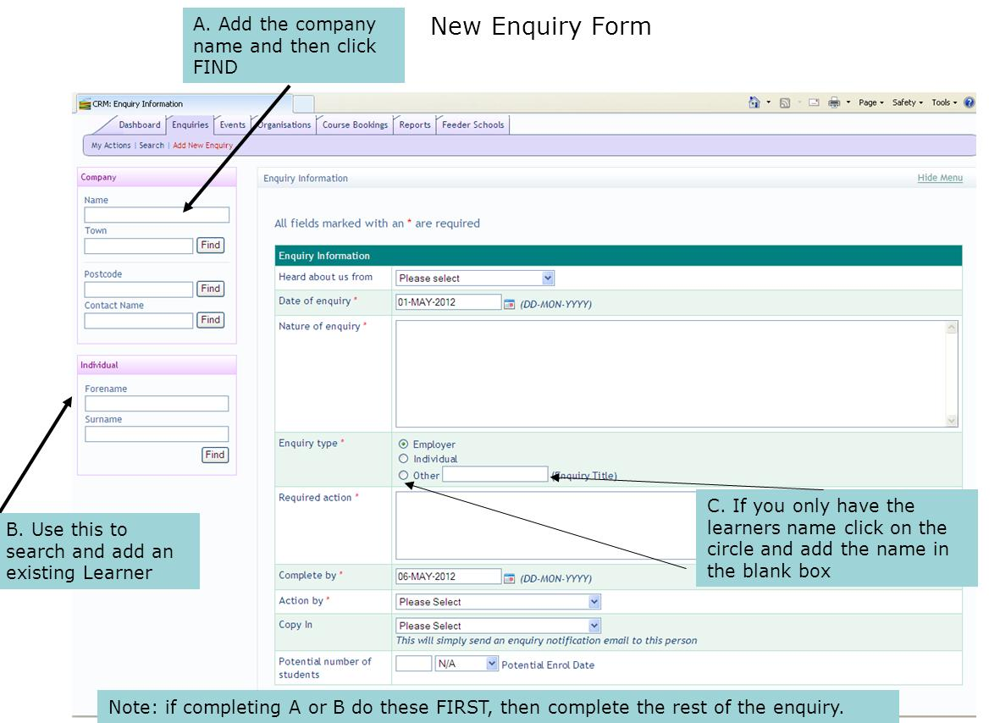 A. Add the company
name and then click
FIND
New Enquiry Form
CRM: Enquiry Information
Page Safety Tools
Dashboard Enquiries Events Organisations Course Bookings Reports Feeder Schools
My Actions | Search | Add New Enquiry
Company
Name
Town
Find
Postcode
Find
Contact Name
Find
Individual
Forename
Surname
Find
B. Use this to
search and add an
existing Learner
Enquiry Information
Hide Menu
All fields marked with an * are required
Enquiry Information
Heard about us from Please select
Date of enquiry * 01-MAY-2012 (DD-MON-YYYY)
Nature of enquiry *
Enquiry type * Employer
Individual
Other (Enquiry Title)
Required action *
C. If you only have the
learners name click on the
circle and add the name in
the blank box
Complete by * 06-MAY-2012 (DD-MON-YYYY)
Action by * Please Select
Copy In Please Select
This will simply send an enquiry notification email to this person
Potential number of
students
N/A Potential Enrol Date
Note: if completing A or B do these FIRST, then complete the rest of the enquiry.